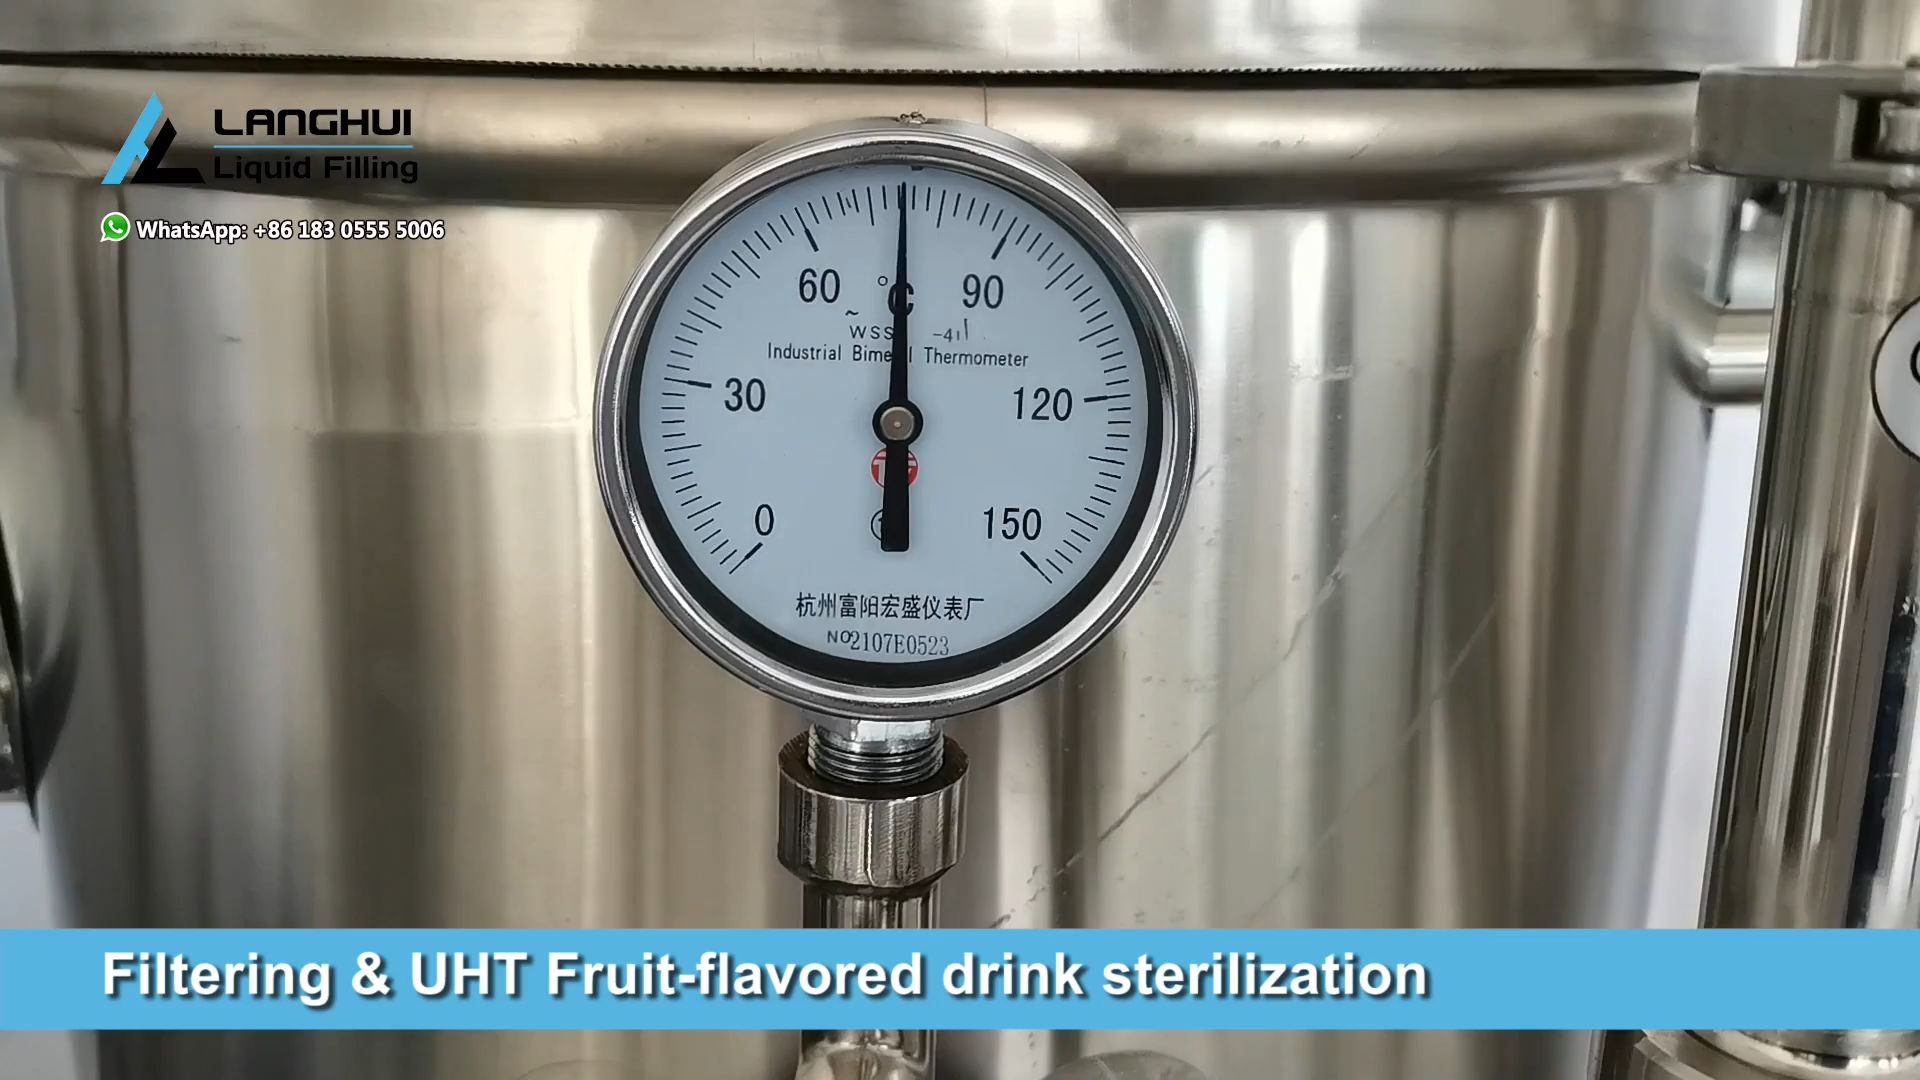 LANGHUI
Liquid Filling
WhatsApp: +86 183 0555 5006
60
°C
90
WSS -411
Industrial Thermometer
30
120
0
150
杭州富阳宏盛仪表厂
NO2107E0523
Filtering & UHT Fruit-flavored drink sterilization